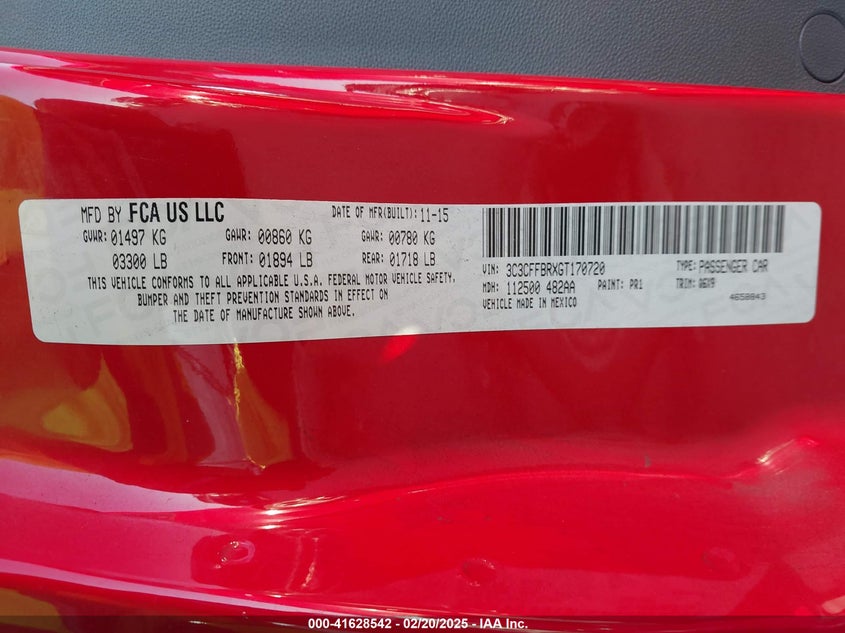 MFD BY FCA US LLC DATE OF MFR(BUILT): 11-15
GVWR: 01497 KG GAWR: 00860 KG GAWR: 00780 KG
03300 LB FRONT: 01894 LB REAR: 01718 LB
THIS VEHICLE CONFORMS TO ALL APPLICABLE U.S.A. FEDERAL MOTOR VEHICLE SAFETY,
BUMPER AND THEFT PREVENTION STANDARDS IN EFFECT ON
THE DATE OF MANUFACTURE SHOWN ABOVE.
VIN: 3C3CFFBRXGT170720 TYPE: PASSENGER CAR
MDH: 112500 482AA PAINT: PR1 TRIM: A6X9
VEHICLE MADE IN MEXICO 4658843
000-41628542 - 02/20/2025 - IAA Inc.